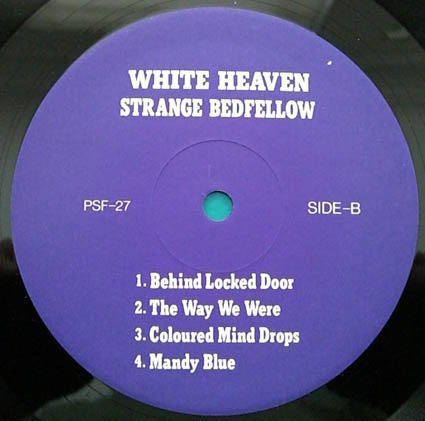 WHITE HEAVEN
STRANGE BEDFELLOW
PSF-27
SIDE-B
1. Behind Locked Door
2. The Way We Were
3. Coloured Mind Drops
4. Mandy Blue